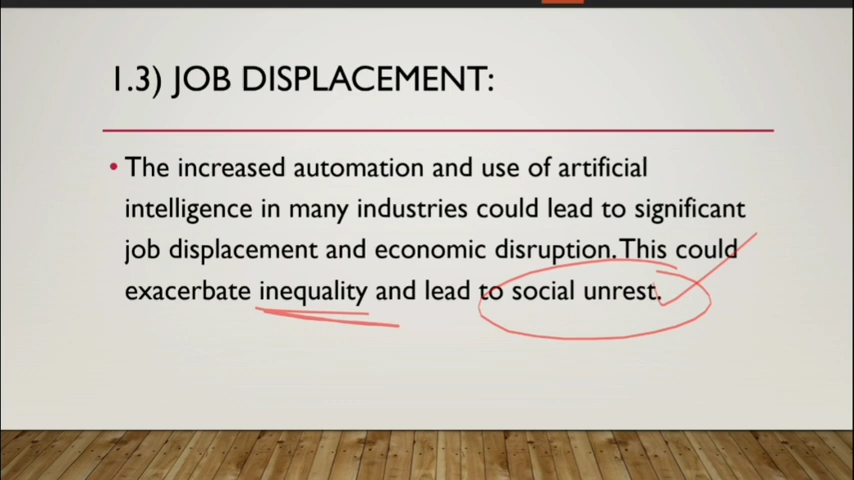 1.3) JOB DISPLACEMENT:
• The increased automation and use of artificial
intelligence in many industries could lead to significant
job displacement and economic disruption. This could
exacerbate inequality and lead to social unrest.